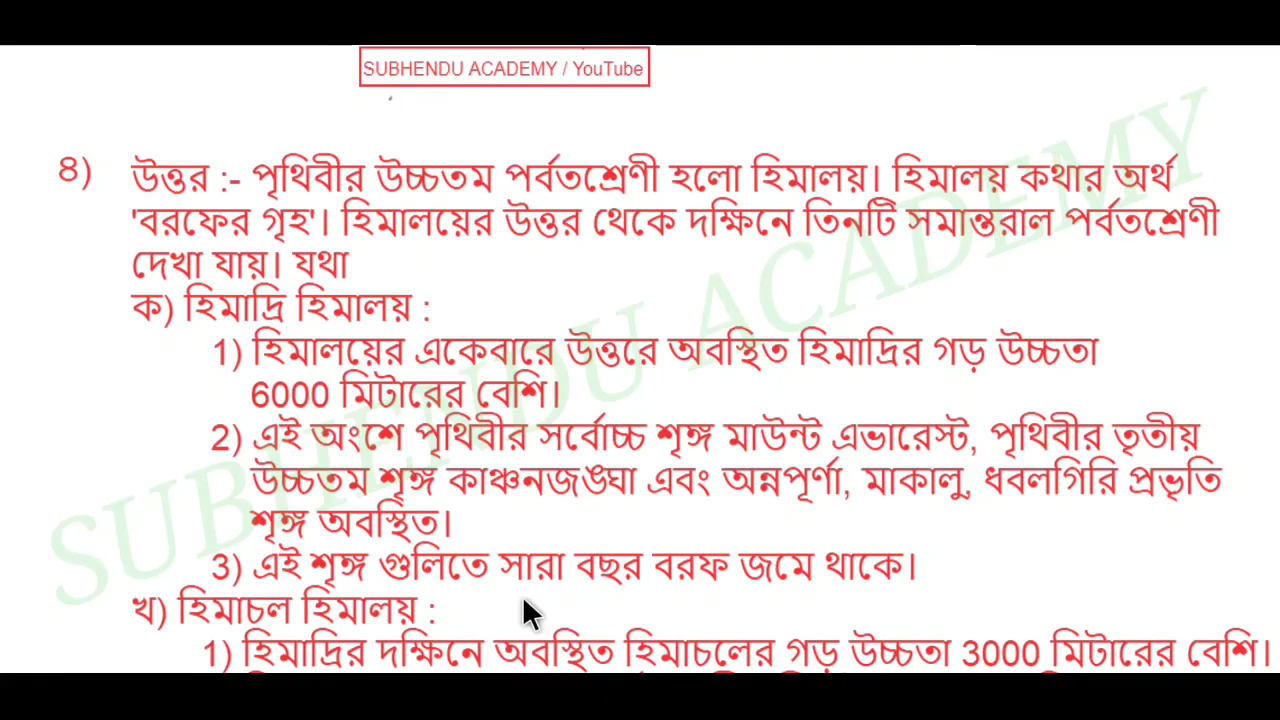 SUBHENDU ACADEMY / YouTube
৪) উত্তর :- পৃথিবীর উচ্চতম পর্বতশ্রেণী হলো হিমালয়। হিমালয় কথার অর্থ
'বরফের গৃহ'। হিমালয়ের উত্তর থেকে দক্ষিনে তিনটি সমান্তরাল পর্বতশ্রেণী
দেখা যায়। যথা
ক) হিমাদ্রি হিমালয় :
1) হিমালয়ের একেবারে উত্তরে অবস্থিত হিমাদ্রির গড় উচ্চতা
6000 মিটারের বেশি।
2) এই অংশে পৃথিবীর সর্বোচ্চ শৃঙ্গ মাউন্ট এভারেস্ট, পৃথিবীর তৃতীয়
উচ্চতম শৃঙ্গ কাঞ্চনজঙ্ঘা এবং অন্নপূর্ণা, মাকালু, ধবলগিরি প্রভৃতি
শৃঙ্গ অবস্থিত।
3) এই শৃঙ্গ গুলিতে সারা বছর বরফ জমে থাকে।
খ) হিমাচল হিমালয় :
1) হিমাদ্রির দক্ষিনে অবস্থিত হিমাচলের গড় উচ্চতা 3000 মিটারের বেশি।
SUBHENDU ACADEMY